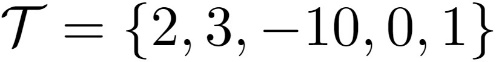 𝒯 = {2, 3, −10, 0, 1}